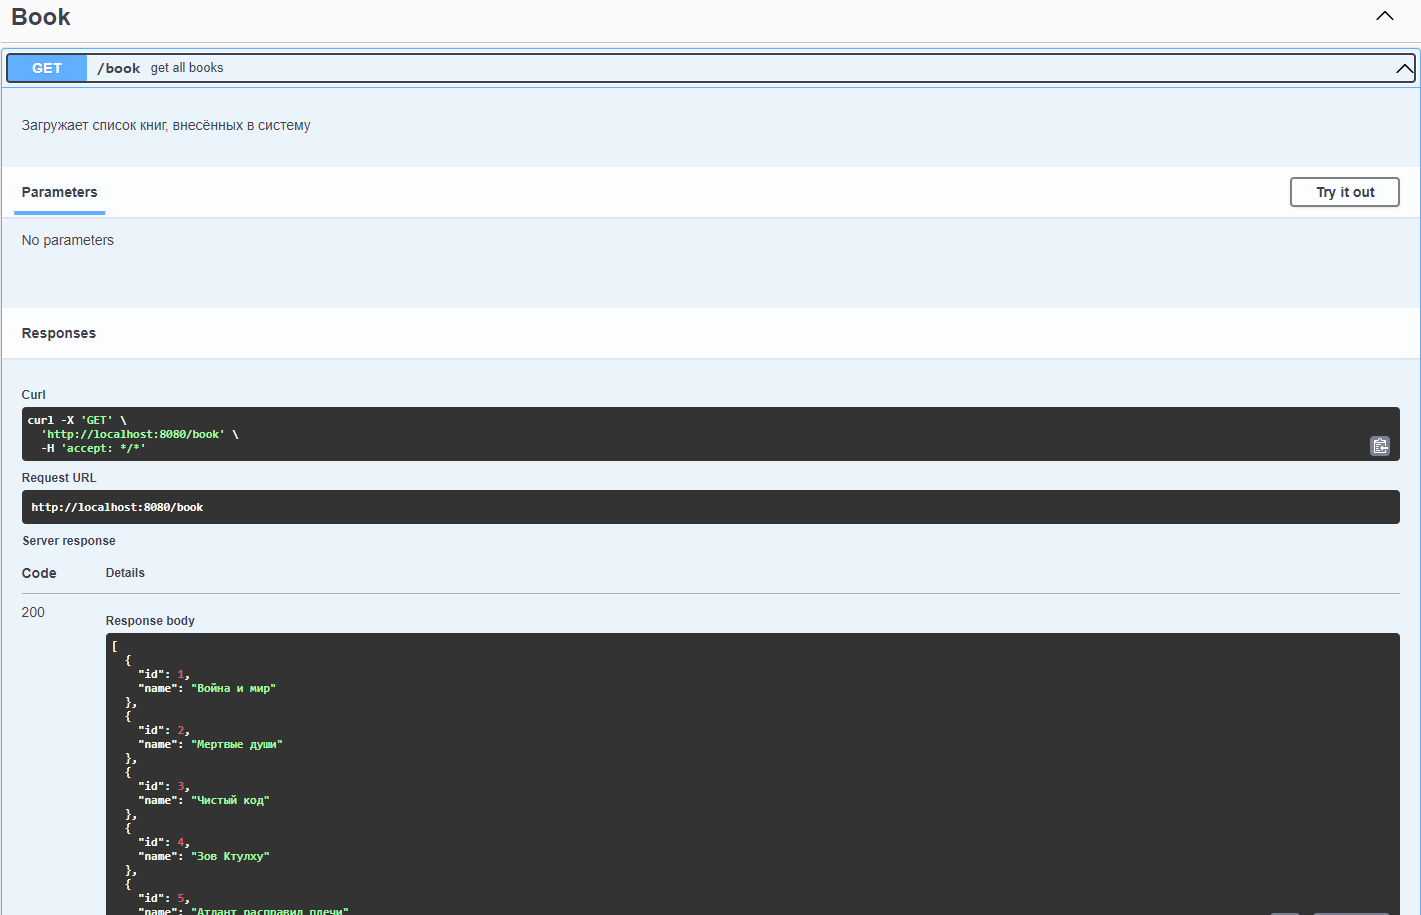 Book
GET /book get all books
Загружает список книг, внесённых в систему
Parameters
Try it out
No parameters
Responses
Curl
curl -X 'GET' \
'http://localhost:8080/book' \
-H 'accept: */*'
Request URL
http://localhost:8080/book
Server response
Code Details
200
Response body
[
{
"id": 1,
"name": "Война и мир"
},
{
"id": 2,
"name": "Мертвые души"
},
{
"id": 3,
"name": "Чистый код"
},
{
"id": 4,
"name": "Зов Ктулху"
},
{
"id": 5,
"name": "Атлант расправил плечи"